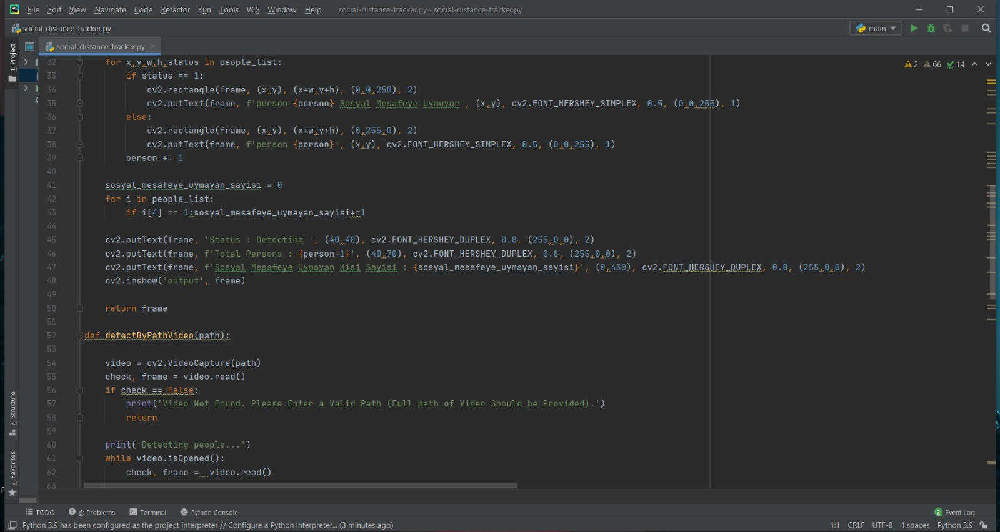 File Edit View Navigate Code Refactor Run Tools VCS Window Help social-distance-tracker.py - social-distance-tracker.py
social-distance-tracker.py main
1: Project
social-distance-tracker.py
2 66 14
32 for x,y,w,h,status in people_list:
33 if status == 1:
34 cv2.rectangle(frame, (x,y), (x+w,y+h), (0,0,250), 2)
35 cv2.putText(frame, f'person {person} Sosyal Mesafeye Uymuyor', (x,y), cv2.FONT_HERSHEY_SIMPLEX, 0.5, (0,0,255), 1)
36 else:
37 cv2.rectangle(frame, (x,y), (x+w,y+h), (0,255,0), 2)
38 cv2.putText(frame, f'person {person}', (x,y), cv2.FONT_HERSHEY_SIMPLEX, 0.5, (0,0,255), 1)
39 person += 1
40
41 sosyal_mesafeye_uymayan_sayisi = 0
42 for i in people_list:
43 if i[4] == 1:sosyal_mesafeye_uymayan_sayisi+=1
44
45 cv2.putText(frame, 'Status : Detecting ', (40,40), cv2.FONT_HERSHEY_DUPLEX, 0.8, (255,0,0), 2)
46 cv2.putText(frame, f'Total Persons : {person-1}', (40,70), cv2.FONT_HERSHEY_DUPLEX, 0.8, (255,0,0), 2)
47 cv2.putText(frame, f'Sosyal Mesafeye Uymayan Kisi Sayisi : {sosyal_mesafeye_uymayan_sayisi}', (0,430), cv2.FONT_HERSHEY_DUPLEX, 0.8, (255,0,0), 2)
48 cv2.imshow('output', frame)
49
50 return frame
51
52 def detectByPathVideo(path):
53
54 video = cv2.VideoCapture(path)
55 check, frame = video.read()
56 if check == False:
57 print('Video Not Found. Please Enter a Valid Path (Full path of Video Should be Provided).')
58 return
59
60 print('Detecting people...')
61 while video.isOpened():
62 check, frame =  video.read()
63
7: Structure
2: Favorites
TODO 6: Problems Terminal Python Console 2 Event Log
Python 3.9 has been configured as the project interpreter // Configure a Python Interpreter... (3 minutes ago) 1:1 CRLF UTF-8 4 spaces Python 3.9